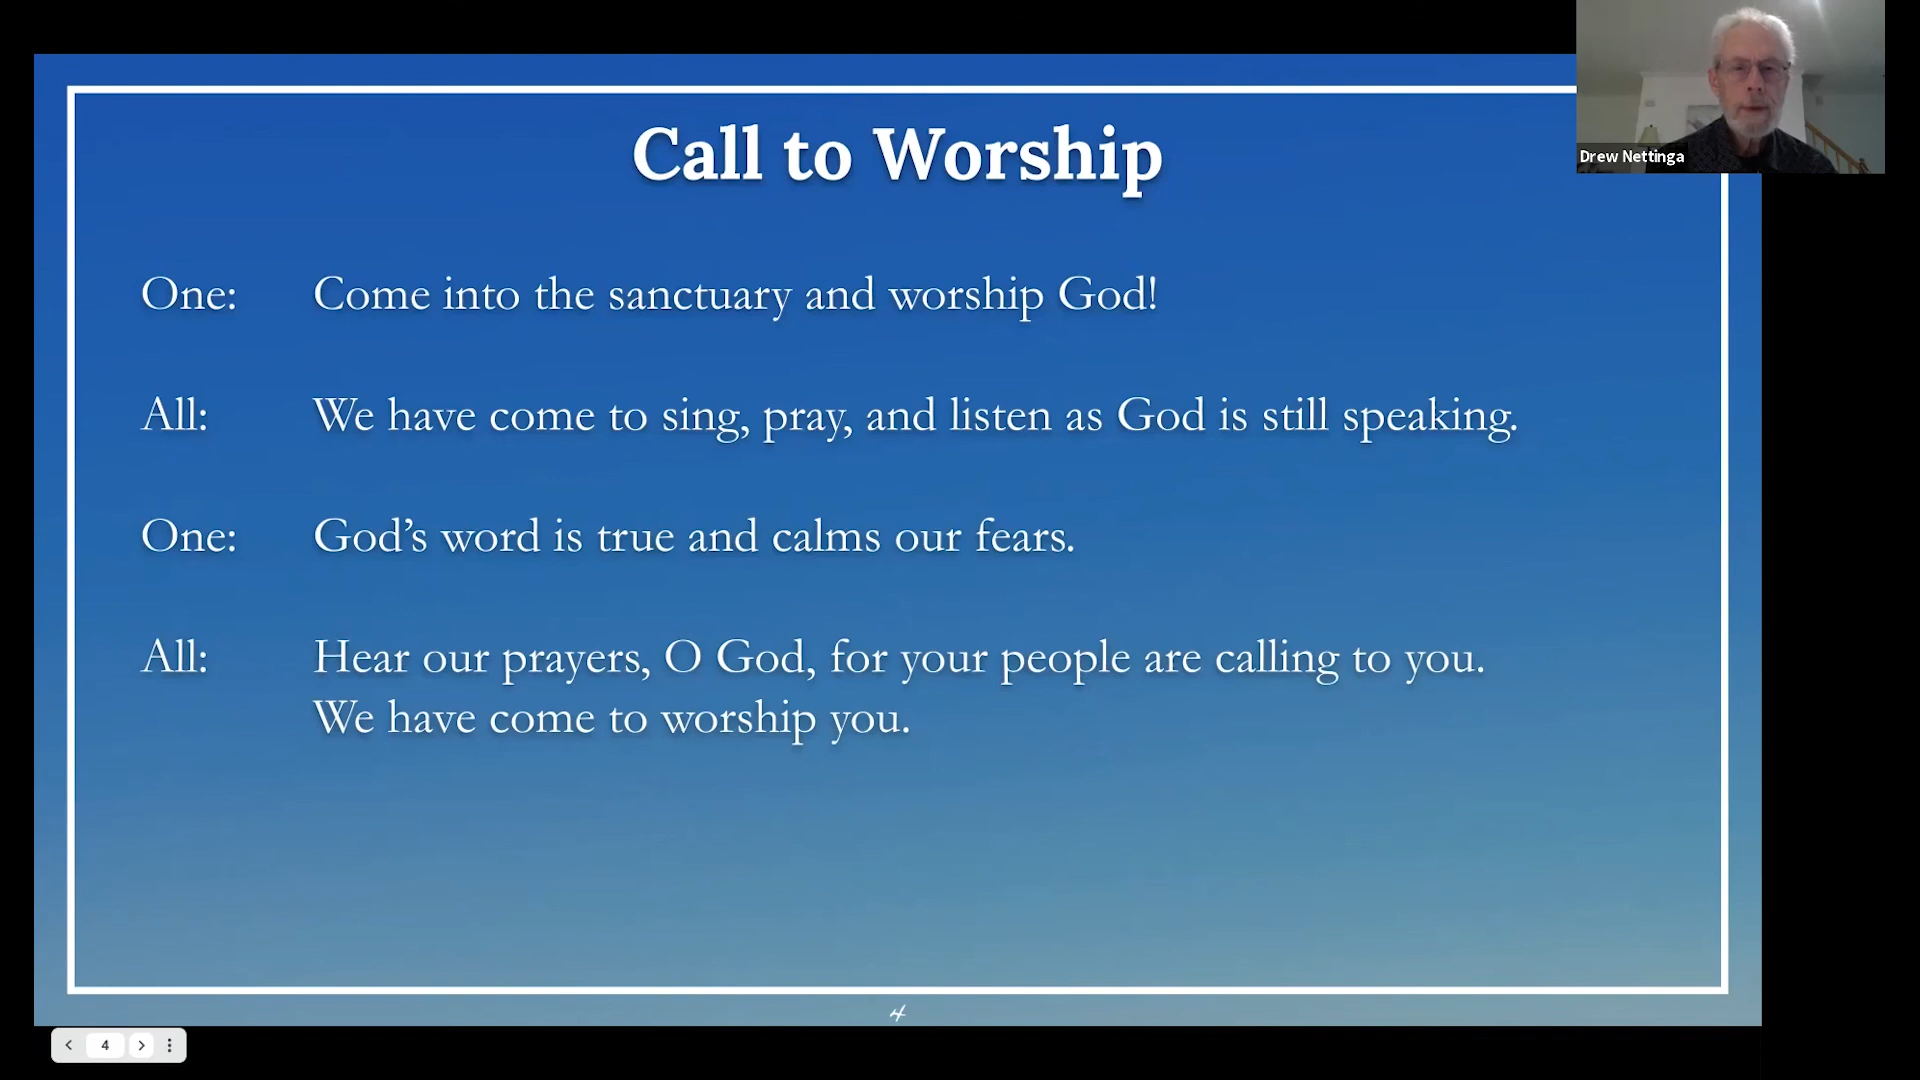 Call to Worship
One: Come into the sanctuary and worship God!
All: We have come to sing, pray, and listen as God is still speaking.
One: God’s word is true and calms our fears.
All: Hear our prayers, O God, for your people are calling to you.
We have come to worship you.
4
4
Drew Nettinga